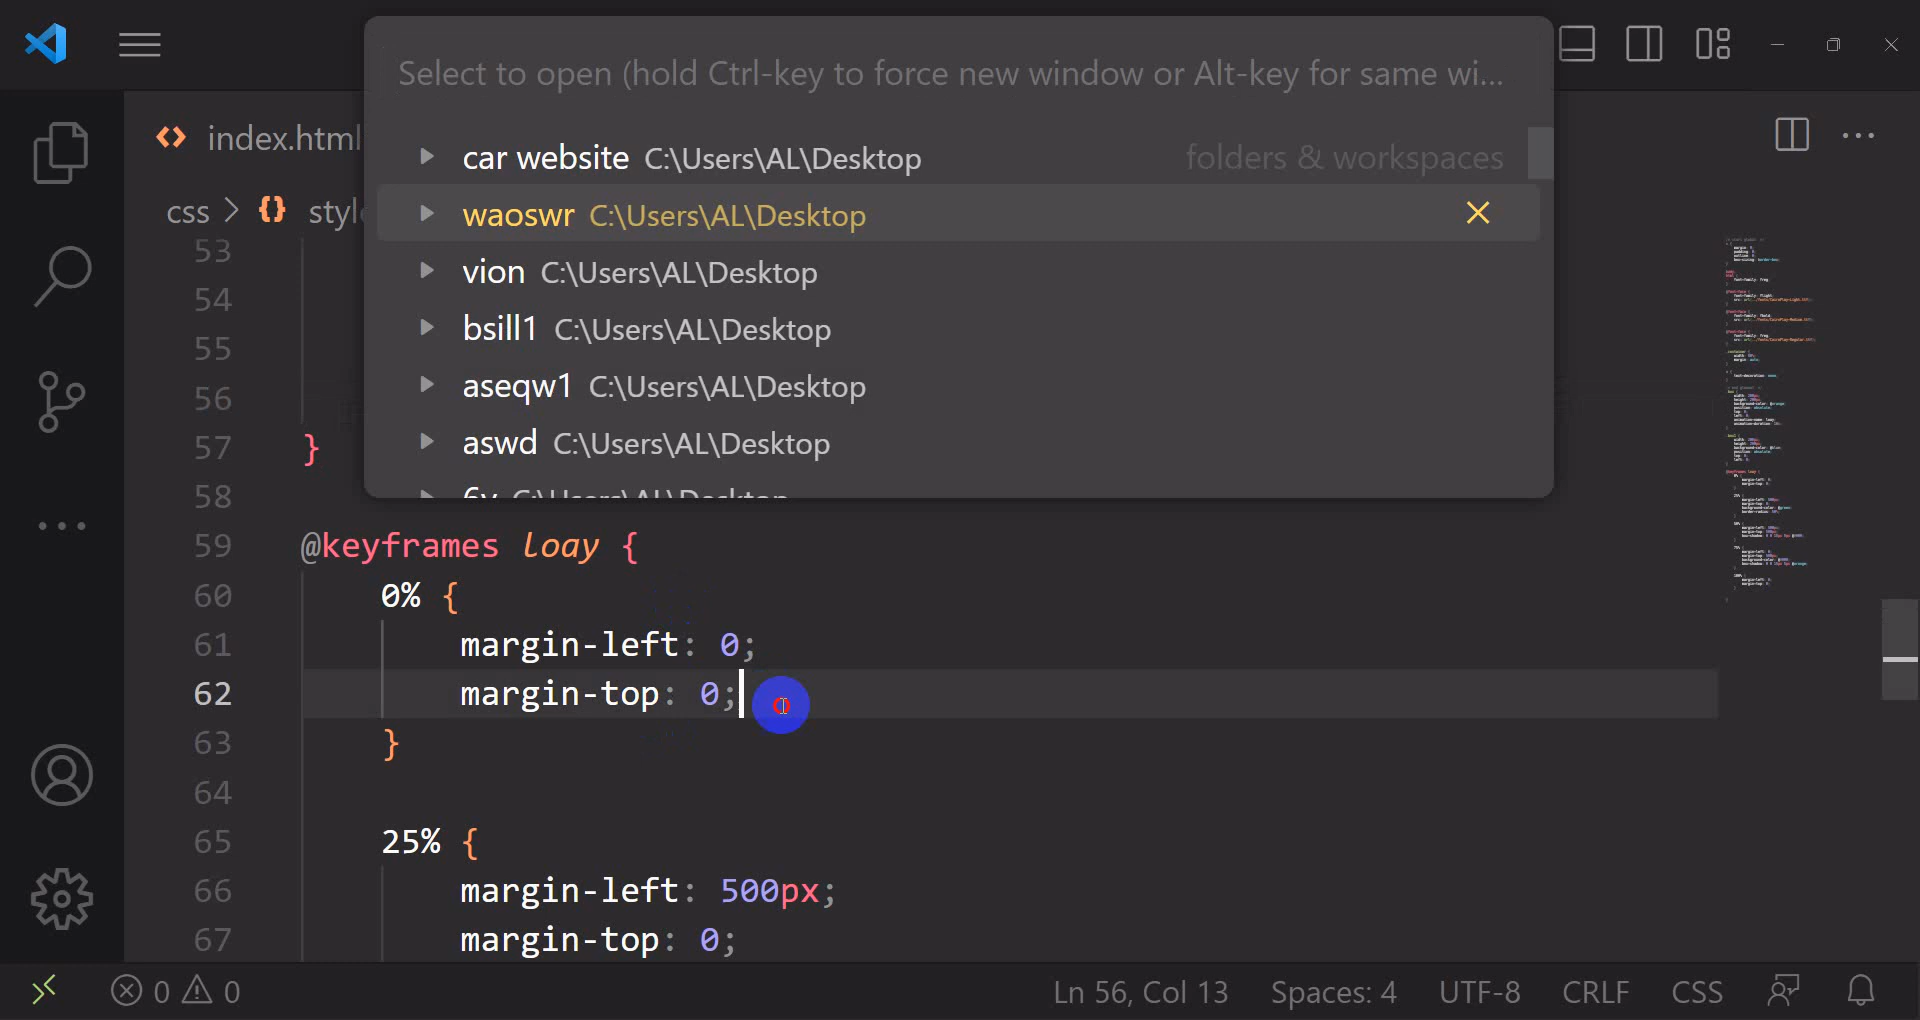 Select to open (hold Ctrl-key to force new window or Alt-key for same wi...
index.html
car website C:\Users\AL\Desktop folders & workspaces
waoswr C:\Users\AL\Desktop
css > {} style
vion C:\Users\AL\Desktop
bsill1 C:\Users\AL\Desktop
aseqw1 C:\Users\AL\Desktop
aswd C:\Users\AL\Desktop
53
54
55
56
57 }
58
59 @keyframes loay {
60 0% {
61 margin-left: 0;
62 margin-top: 0;
63 }
64
65 25% {
66 margin-left: 500px;
67 margin-top: 0;
0 0 Ln 56, Col 13 Spaces: 4 UTF-8 CRLF CSS